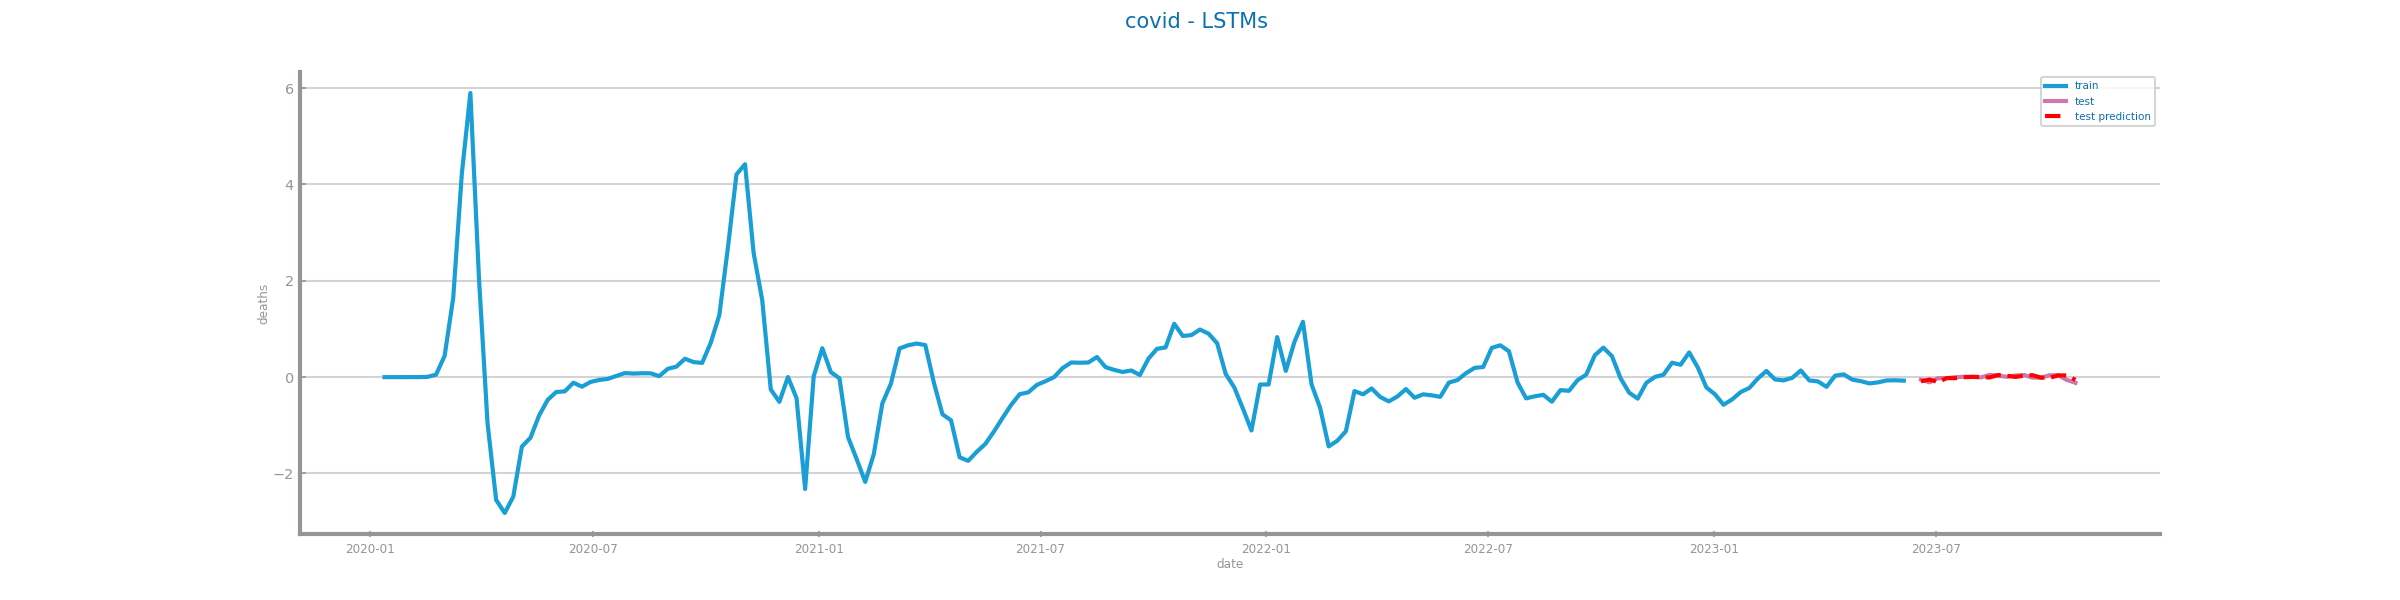 covid - LSTMs
train
test
test prediction
6
4
2
0
−2
deaths
2020-01
2020-07
2021-01
2021-07
2022-01
2022-07
2023-01
2023-07
date